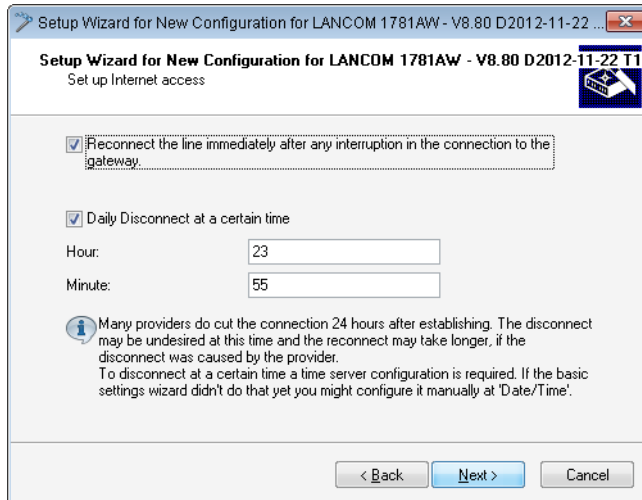 Setup Wizard for New Configuration for LANCOM 1781AW - V8.80 D2012-11-22 ...
Setup Wizard for New Configuration for LANCOM 1781AW - V8.80 D2012-11-22 T1
Set up Internet access
Reconnect the line immediately after any interruption in the connection to the
gateway.
Daily Disconnect at a certain time
Hour: 23
Minute: 55
Many providers do cut the connection 24 hours after establishing. The disconnect
may be undesired at this time and the reconnect may take longer, if the
disconnect was caused by the provider.
To disconnect at a certain time a time server configuration is required. If the basic
settings wizard didn't do that yet you might configure it manually at 'Date/Time'.
< Back Next > Cancel